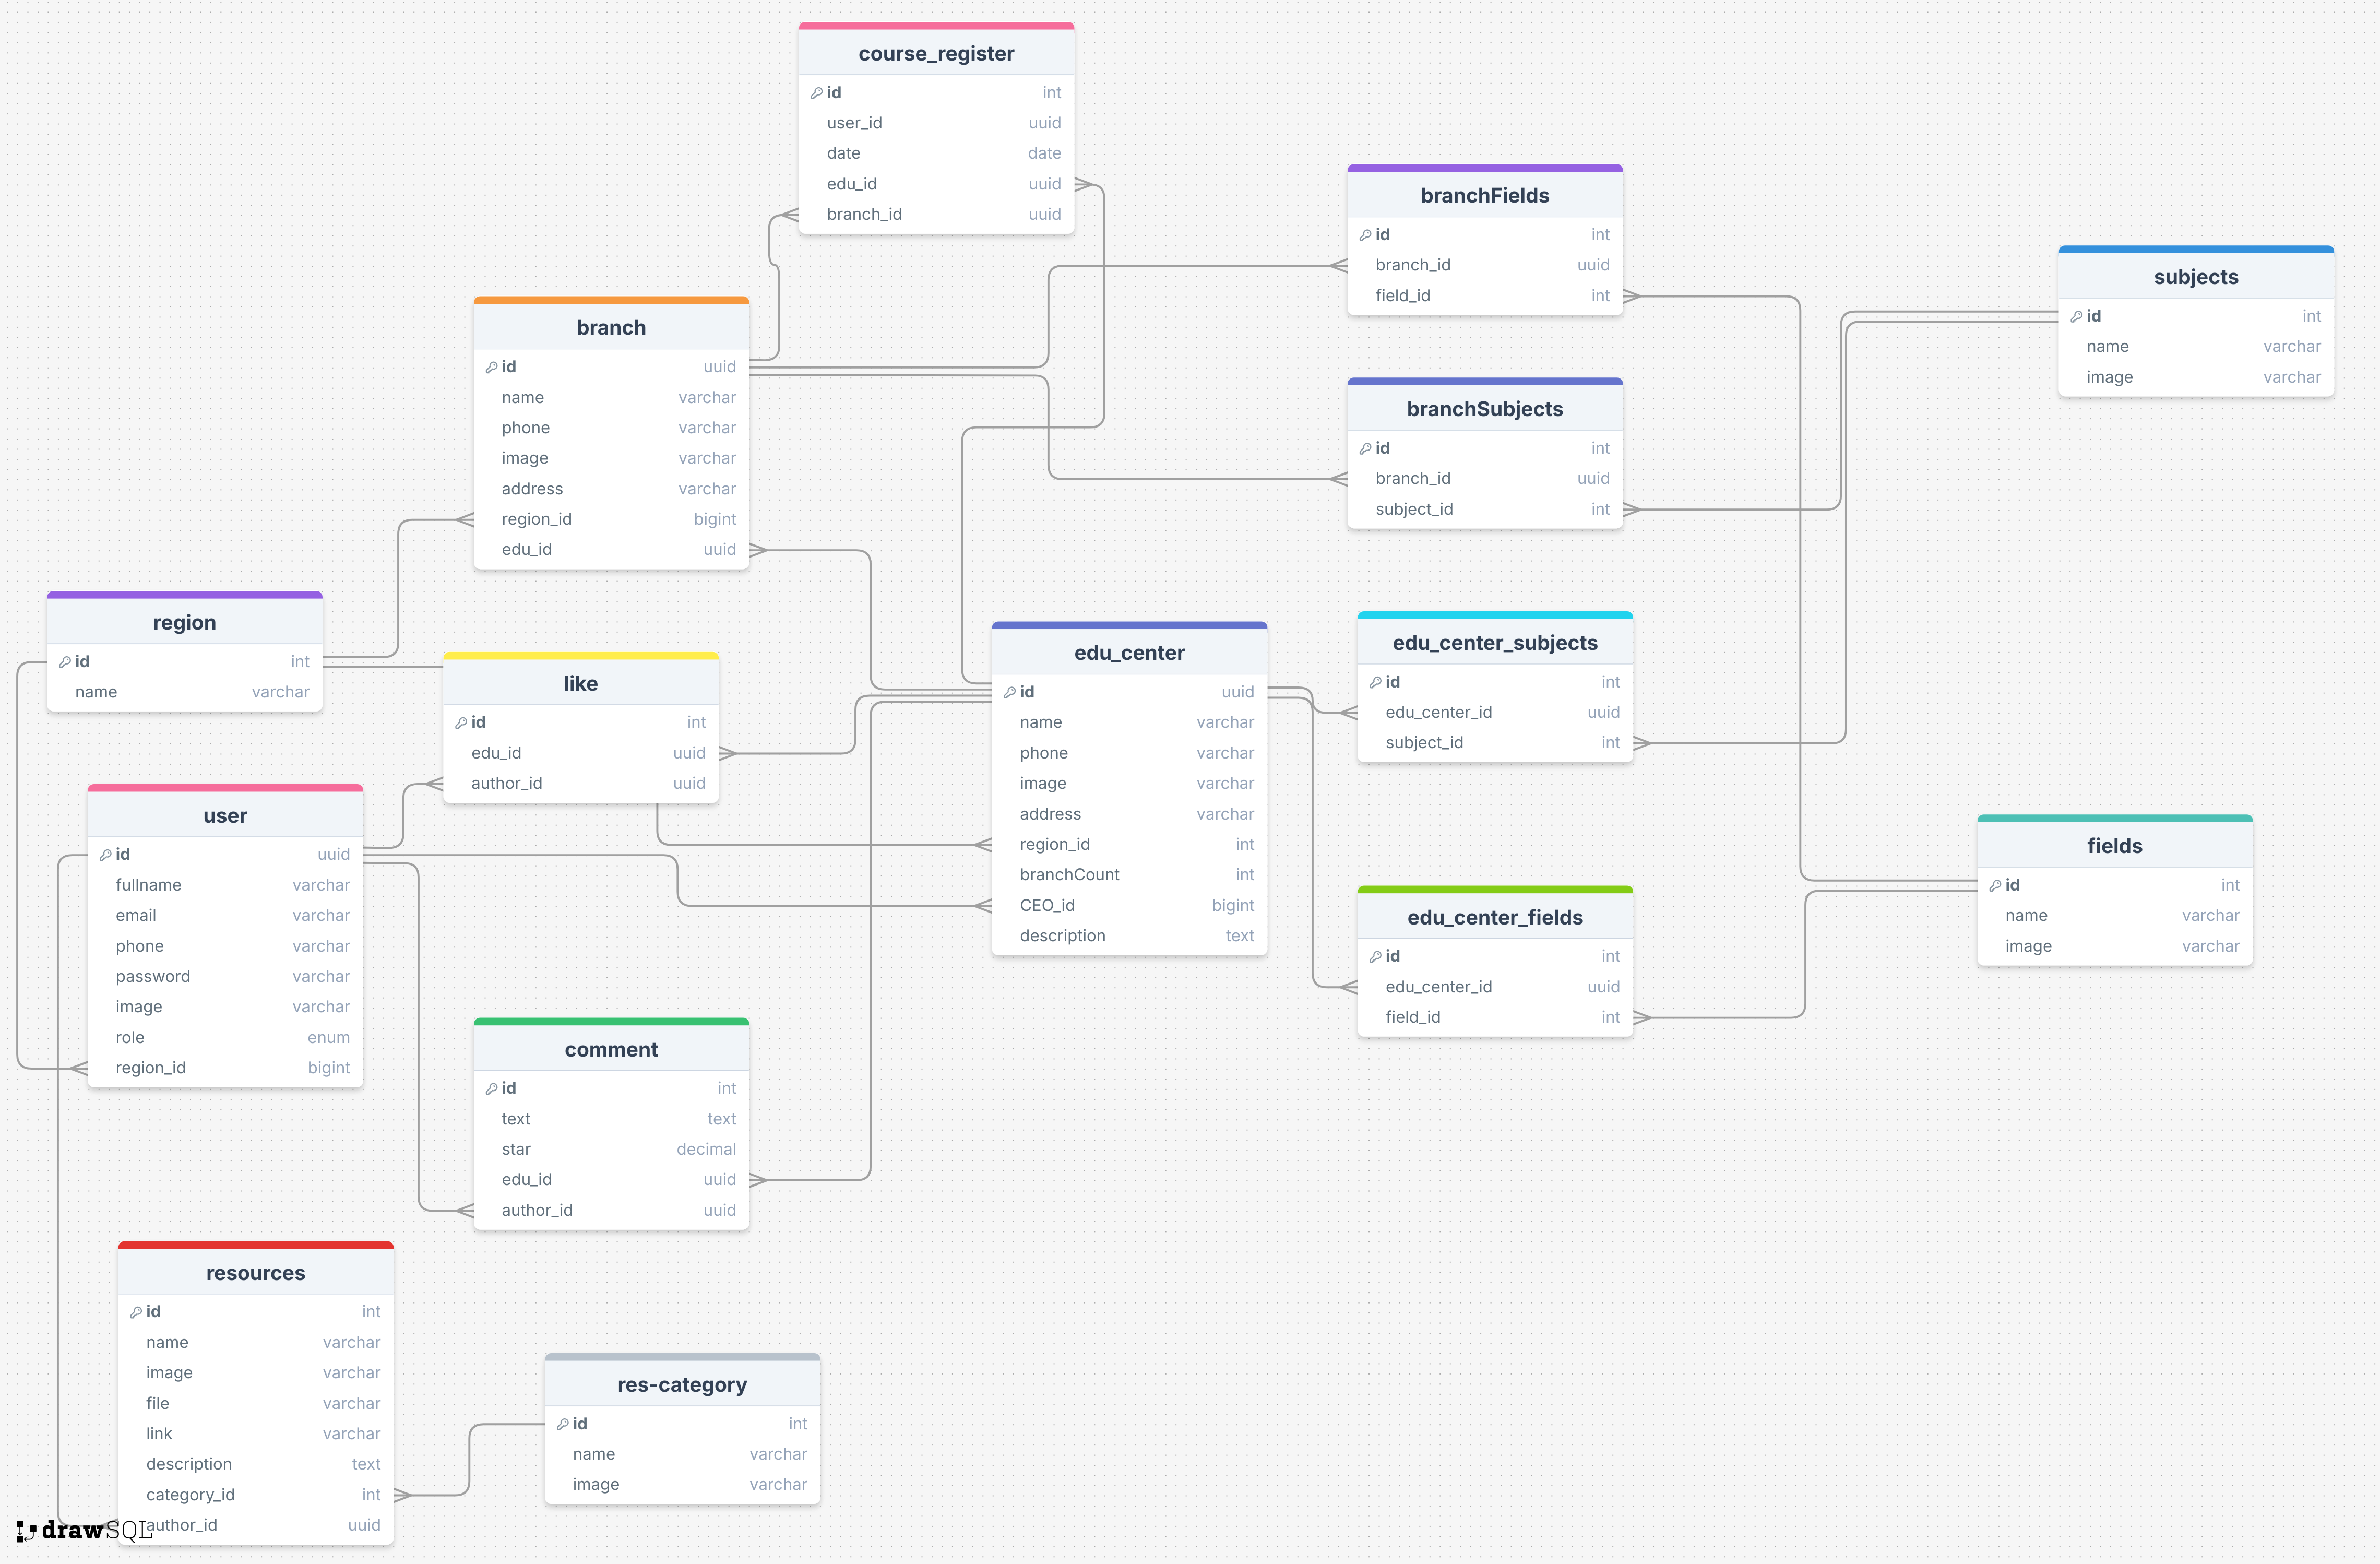 course_register
id int
user_id uuid
date date
edu_id uuid
branch_id uuid
branchFields
id int
branch_id uuid
field_id int
subjects
id int
name varchar
image varchar
branch
id uuid
name varchar
phone varchar
image varchar
address varchar
region_id bigint
edu_id uuid
branchSubjects
id int
branch_id uuid
subject_id int
region
id int
name varchar
like
id int
edu_id uuid
author_id uuid
edu_center
id uuid
name varchar
phone varchar
image varchar
address varchar
region_id int
branchCount int
CEO_id bigint
description text
edu_center_subjects
id int
edu_center_id uuid
subject_id int
user
id uuid
fullname varchar
email varchar
phone varchar
password varchar
image varchar
role enum
region_id bigint
fields
id int
name varchar
image varchar
edu_center_fields
id int
edu_center_id uuid
field_id int
comment
id int
text text
star decimal
edu_id uuid
author_id uuid
resources
id int
name varchar
image varchar
file varchar
link varchar
description text
category_id int
author_id uuid
res-category
id int
name varchar
image varchar
drawSQL